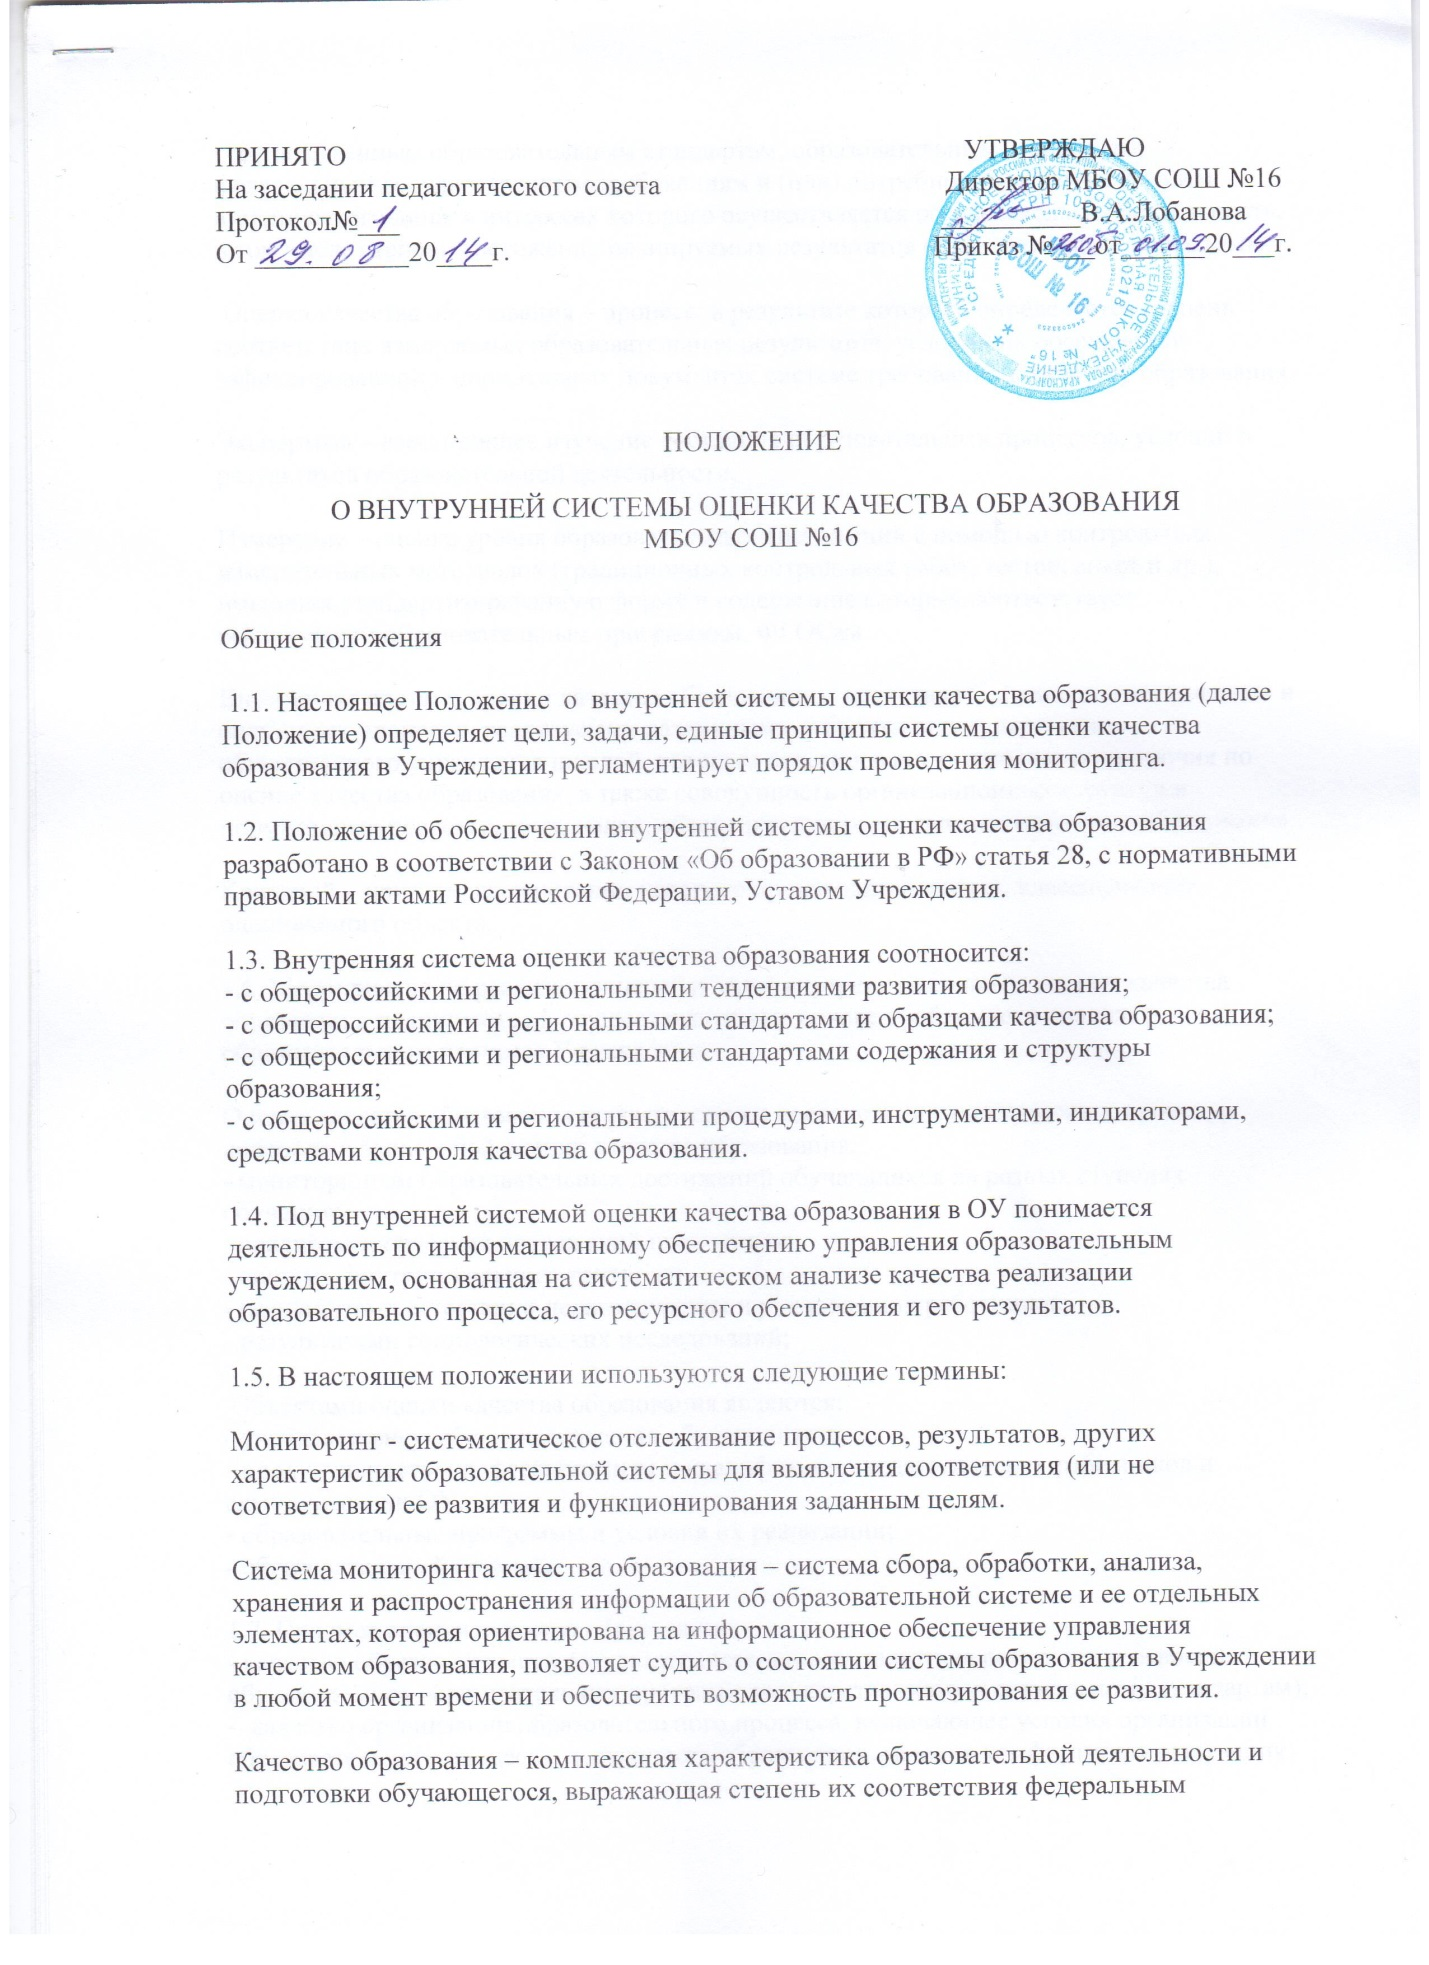 ПРИНЯТО
На заседании педагогического совета
Протокол№ 1
От 29. 08 2014г.
УТВЕРЖДАЮ
Директор МБОУ СОШ №16
В.А.Лобанова
Приказ № от 01.09. 2014г.
МБОУ
СОШ № 16
ПОЛОЖЕНИЕ
О ВНУТРУННЕЙ СИСТЕМЫ ОЦЕНКИ КАЧЕСТВА ОБРАЗОВАНИЯ
МБОУ СОШ №16
Общие положения
1.1. Настоящее Положение о внутренней системы оценки качества образования (далее
Положение) определяет цели, задачи, единые принципы системы оценки качества
образования в Учреждении, регламентирует порядок проведения мониторинга.
1.2. Положение об обеспечении внутренней системы оценки качества образования
разработано в соответствии с Законом «Об образовании в РФ» статья 28, с нормативными
правовыми актами Российской Федерации, Уставом Учреждения.
1.3. Внутренняя система оценки качества образования соотносится:
- с общероссийскими и региональными тенденциями развития образования;
- с общероссийскими и региональными стандартами и образцами качества образования;
- с общероссийскими и региональными стандартами содержания и структуры
образования;
- с общероссийскими и региональными процедурами, инструментами, индикаторами,
средствами контроля качества образования.
1.4. Под внутренней системой оценки качества образования в ОУ понимается
деятельность по информационному обеспечению управления образовательным
учреждением, основанная на систематическом анализе качества реализации
образовательного процесса, его ресурсного обеспечения и его результатов.
1.5. В настоящем положении используются следующие термины:
Мониторинг - систематическое отслеживание процессов, результатов, других
характеристик образовательной системы для выявления соответствия (или не
соответствия) ее развития и функционирования заданным целям.
Система мониторинга качества образования – система сбора, обработки, анализа,
хранения и распространения информации об образовательной системе и ее отдельных
элементах, которая ориентирована на информационное обеспечение управления
качеством образования, позволяет судить о состоянии системы образования в Учреждении
в любой момент времени и обеспечить возможность прогнозирования ее развития.
Качество образования – комплексная характеристика образовательной деятельности и
подготовки обучающегося, выражающая степень их соответствия федеральным